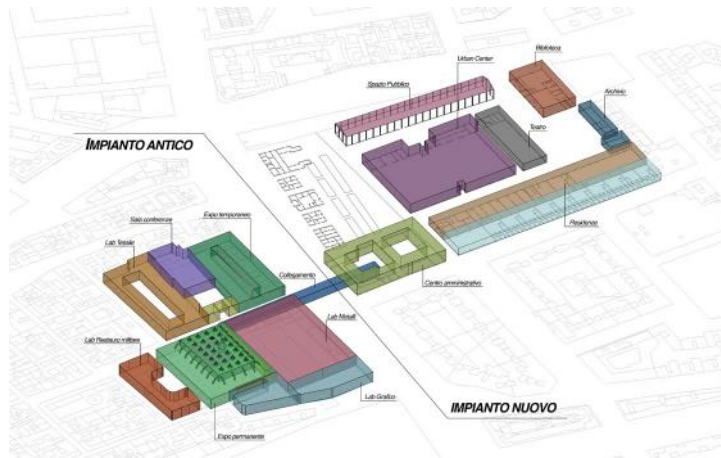 Biblioteca
Urban Center
Spazio Pubblico
Archivio
IMPIANTO ANTICO
Teatro
Sala conferenze
Expo temporanea
Residenze
Lab Tessile
Collegamento
Centro amministrativo
Lab Metalli
Lab Restauro militare
Lab Grafico
IMPIANTO NUOVO
Expo permanente